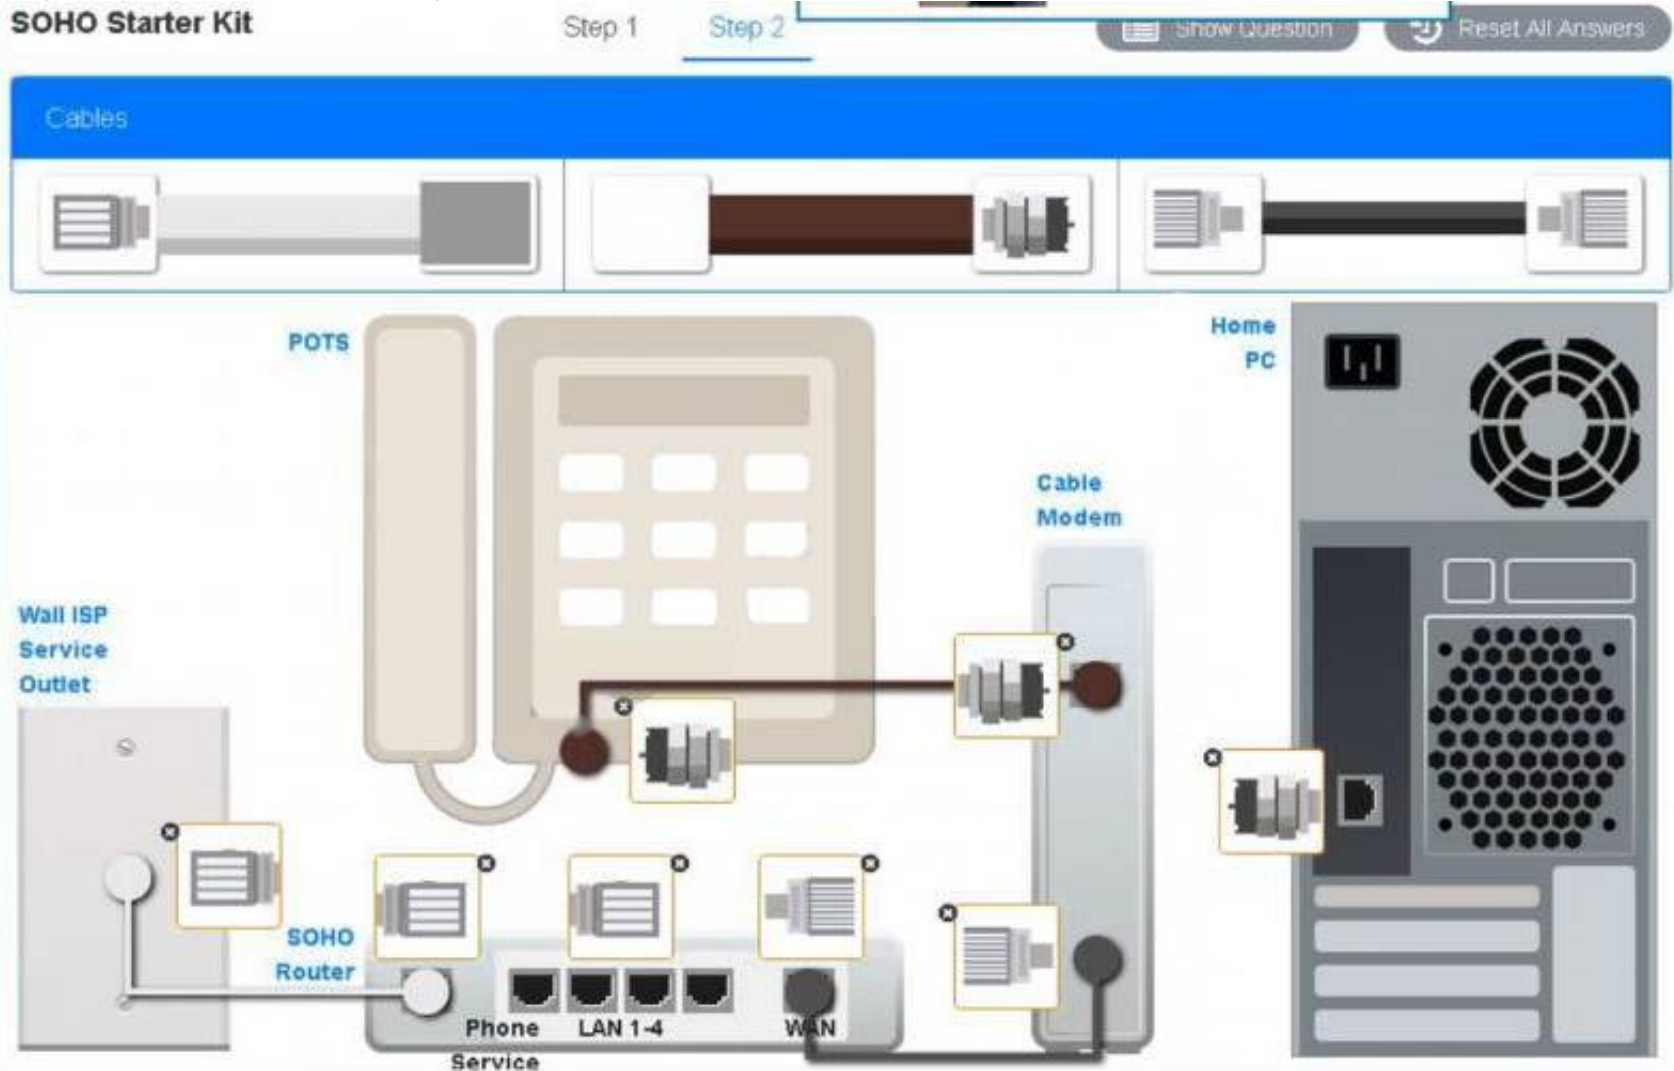 SOHO Starter Kit
Step 1
Step 2
Show Question
Reset All Answers
Cables
POTS
Home
PC
Cable
Modem
Wall ISP
Service
Outlet
SOHO
Router
Phone
Service
LAN 1-4
WAN